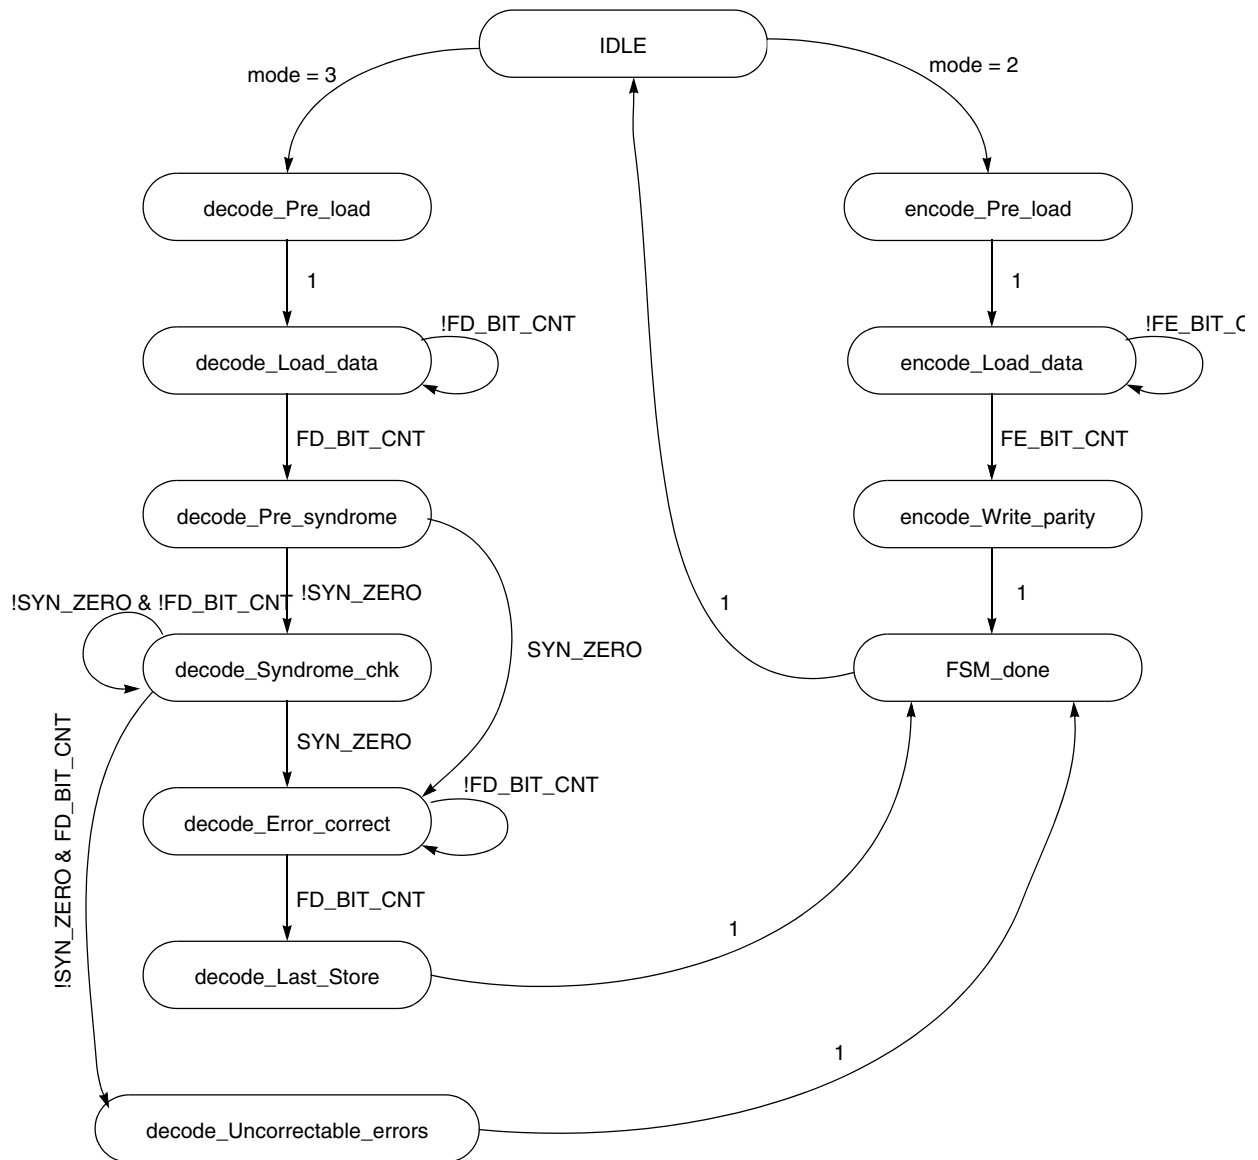 IDLE
mode = 3
mode = 2
decode_Pre_load
encode_Pre_load
1
1
!FD_BIT_CNT
!FE_BIT_C
decode_Load_data
encode_Load_data
FD_BIT_CNT
FE_BIT_CNT
decode_Pre_syndrome
encode_Write_parity
!SYN_ZERO & !FD_BIT_CNT
!SYN_ZERO
1
1
SYN_ZERO
decode_Syndrome_chk
FSM_done
!SYN_ZERO & FD_BIT_CNT
SYN_ZERO
!FD_BIT_CNT
decode_Error_correct
FD_BIT_CNT
1
decode_Last_Store
1
decode_Uncorrectable_errors